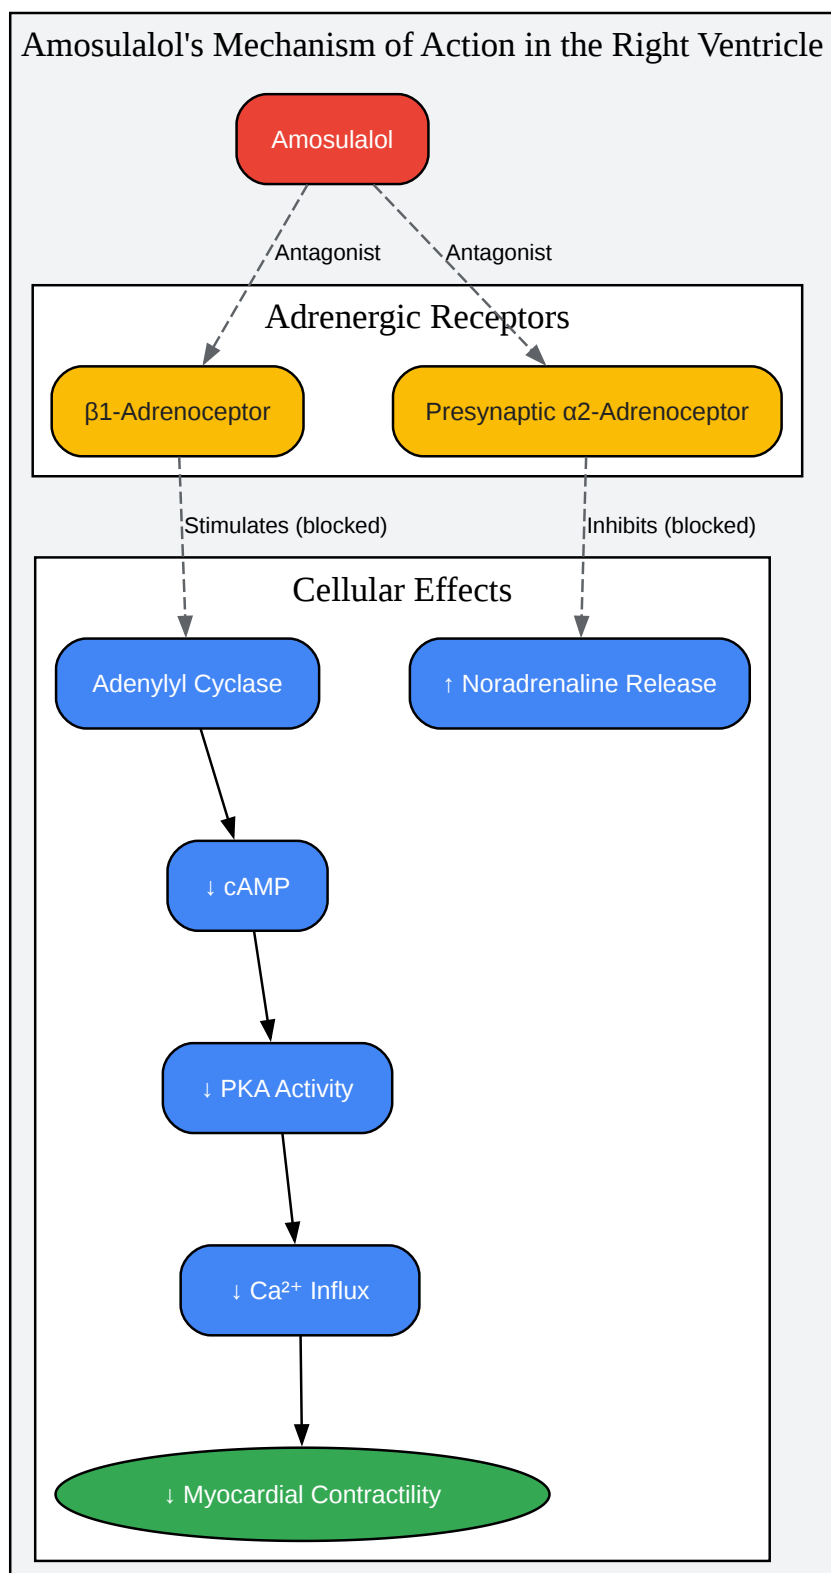 Amosulalol's Mechanism of Action in the Right Ventricle
Amosulalol
Antagonist
Antagonist
Adrenergic Receptors
β1-Adrenoceptor
Presynaptic α2-Adrenoceptor
Stimulates (blocked)
Inhibits (blocked)
Cellular Effects
Adenylyl Cyclase
↑ Noradrenaline Release
↓ cAMP
↓ PKA Activity
↓ Ca²⁺ Influx
↓ Myocardial Contractility